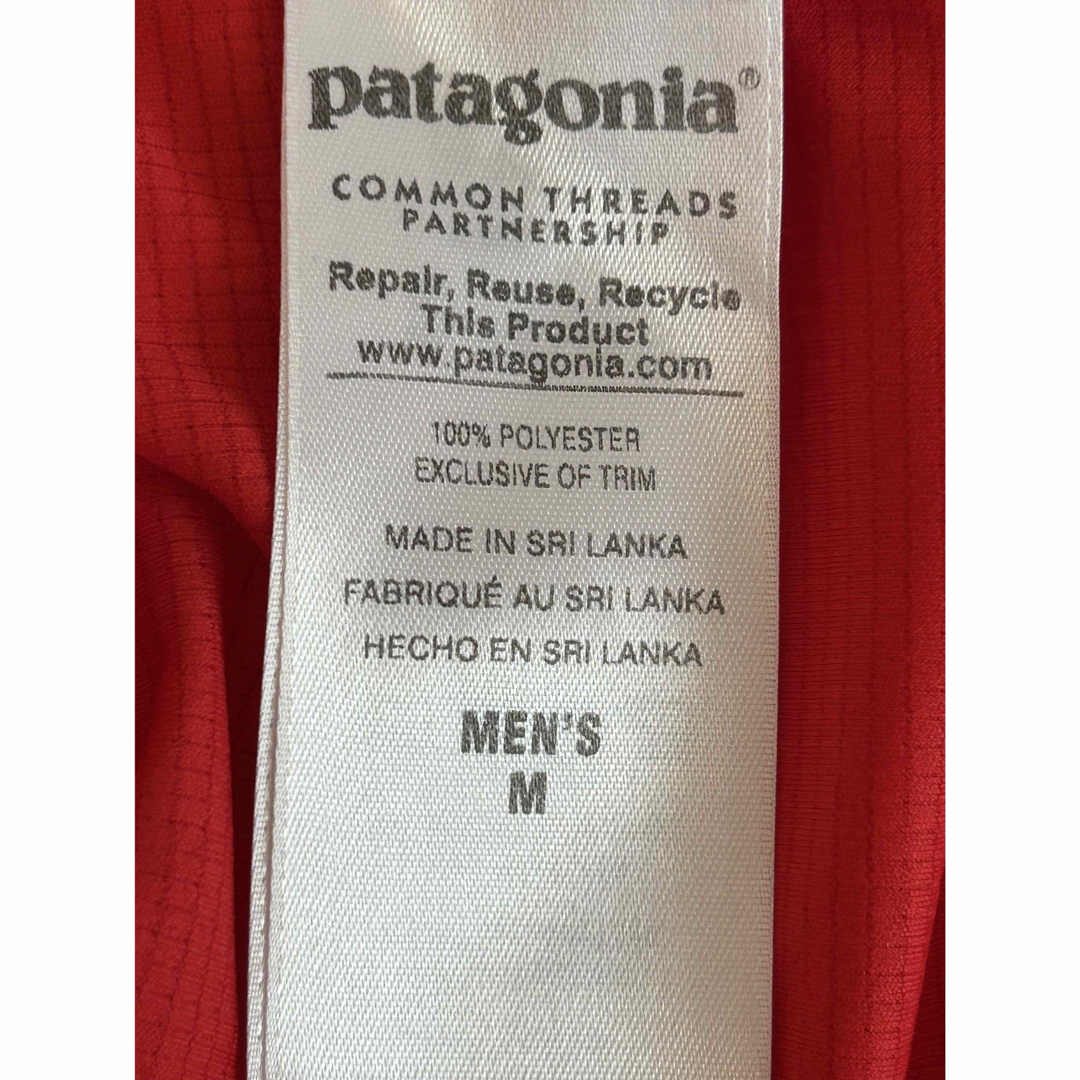 patagonia®
COMMON THREADS
PARTNERSHIP
Repair, Reuse, Recycle
This Product
www.patagonia.com
100% POLYESTER
EXCLUSIVE OF TRIM
MADE IN SRI LANKA
FABRIQUÉ AU SRI LANKA
HECHO EN SRI LANKA
MEN'S
M